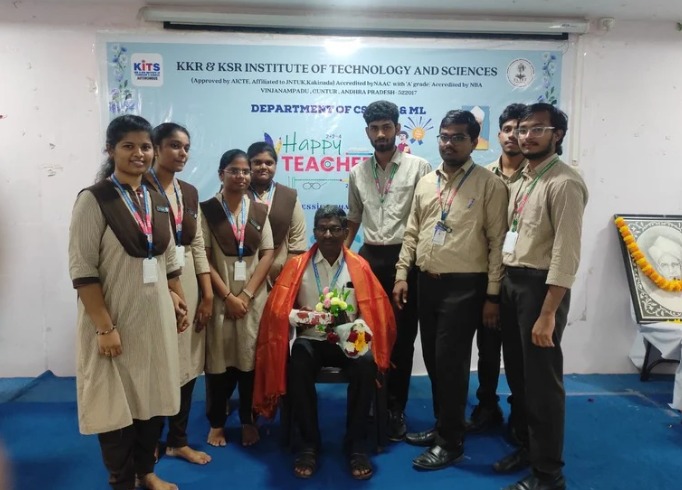 KiTS
AUTONOMOUS
KKR & KSR INSTITUTE OF TECHNOLOGY AND SCIENCES
(Approved by AICTE, Affiliated to JNTUK, Kakinada) Accredited by NAAC with 'A' grade: Accredited by NBA
VINJANAMPADU, GUNTUR, ANDHRA PRADESH -522017
DEPARTMENT OF CS & ML
Happy
TEACHE